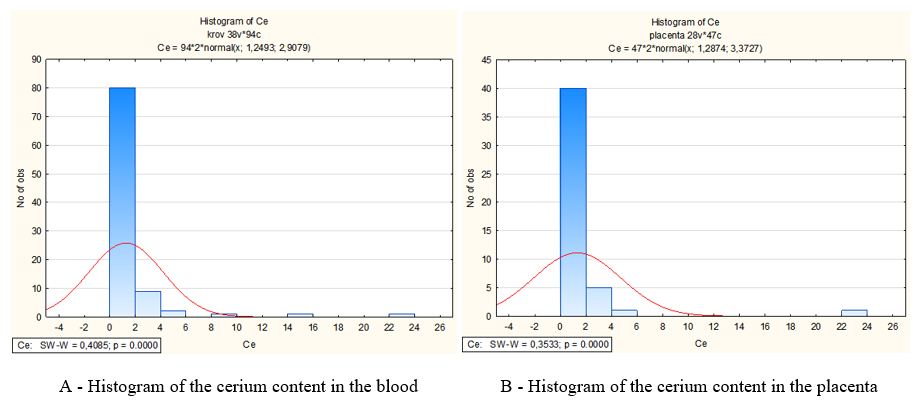 Histogram of Ce
krov 38v*94c
Ce = 94*2*normal(x; 1,2493; 2,9079)
90
80
70
60
50
40
30
20
10
0
No of obs
-4 -2 0 2 4 6 8 10 12 14 16 18 20 22 24 26
Ce: SW-W = 0,4085; p = 0.0000
Ce
A - Histogram of the cerium content in the blood
Histogram of Ce
placenta 28v*47c
Ce = 47*2*normal(x; 1,2874; 3,3727)
45
40
35
30
25
20
15
10
5
0
No of obs
-4 -2 0 2 4 6 8 10 12 14 16 18 20 22 24 26
Ce: SW-W = 0,3533; p = 0.0000
Ce
B - Histogram of the cerium content in the placenta